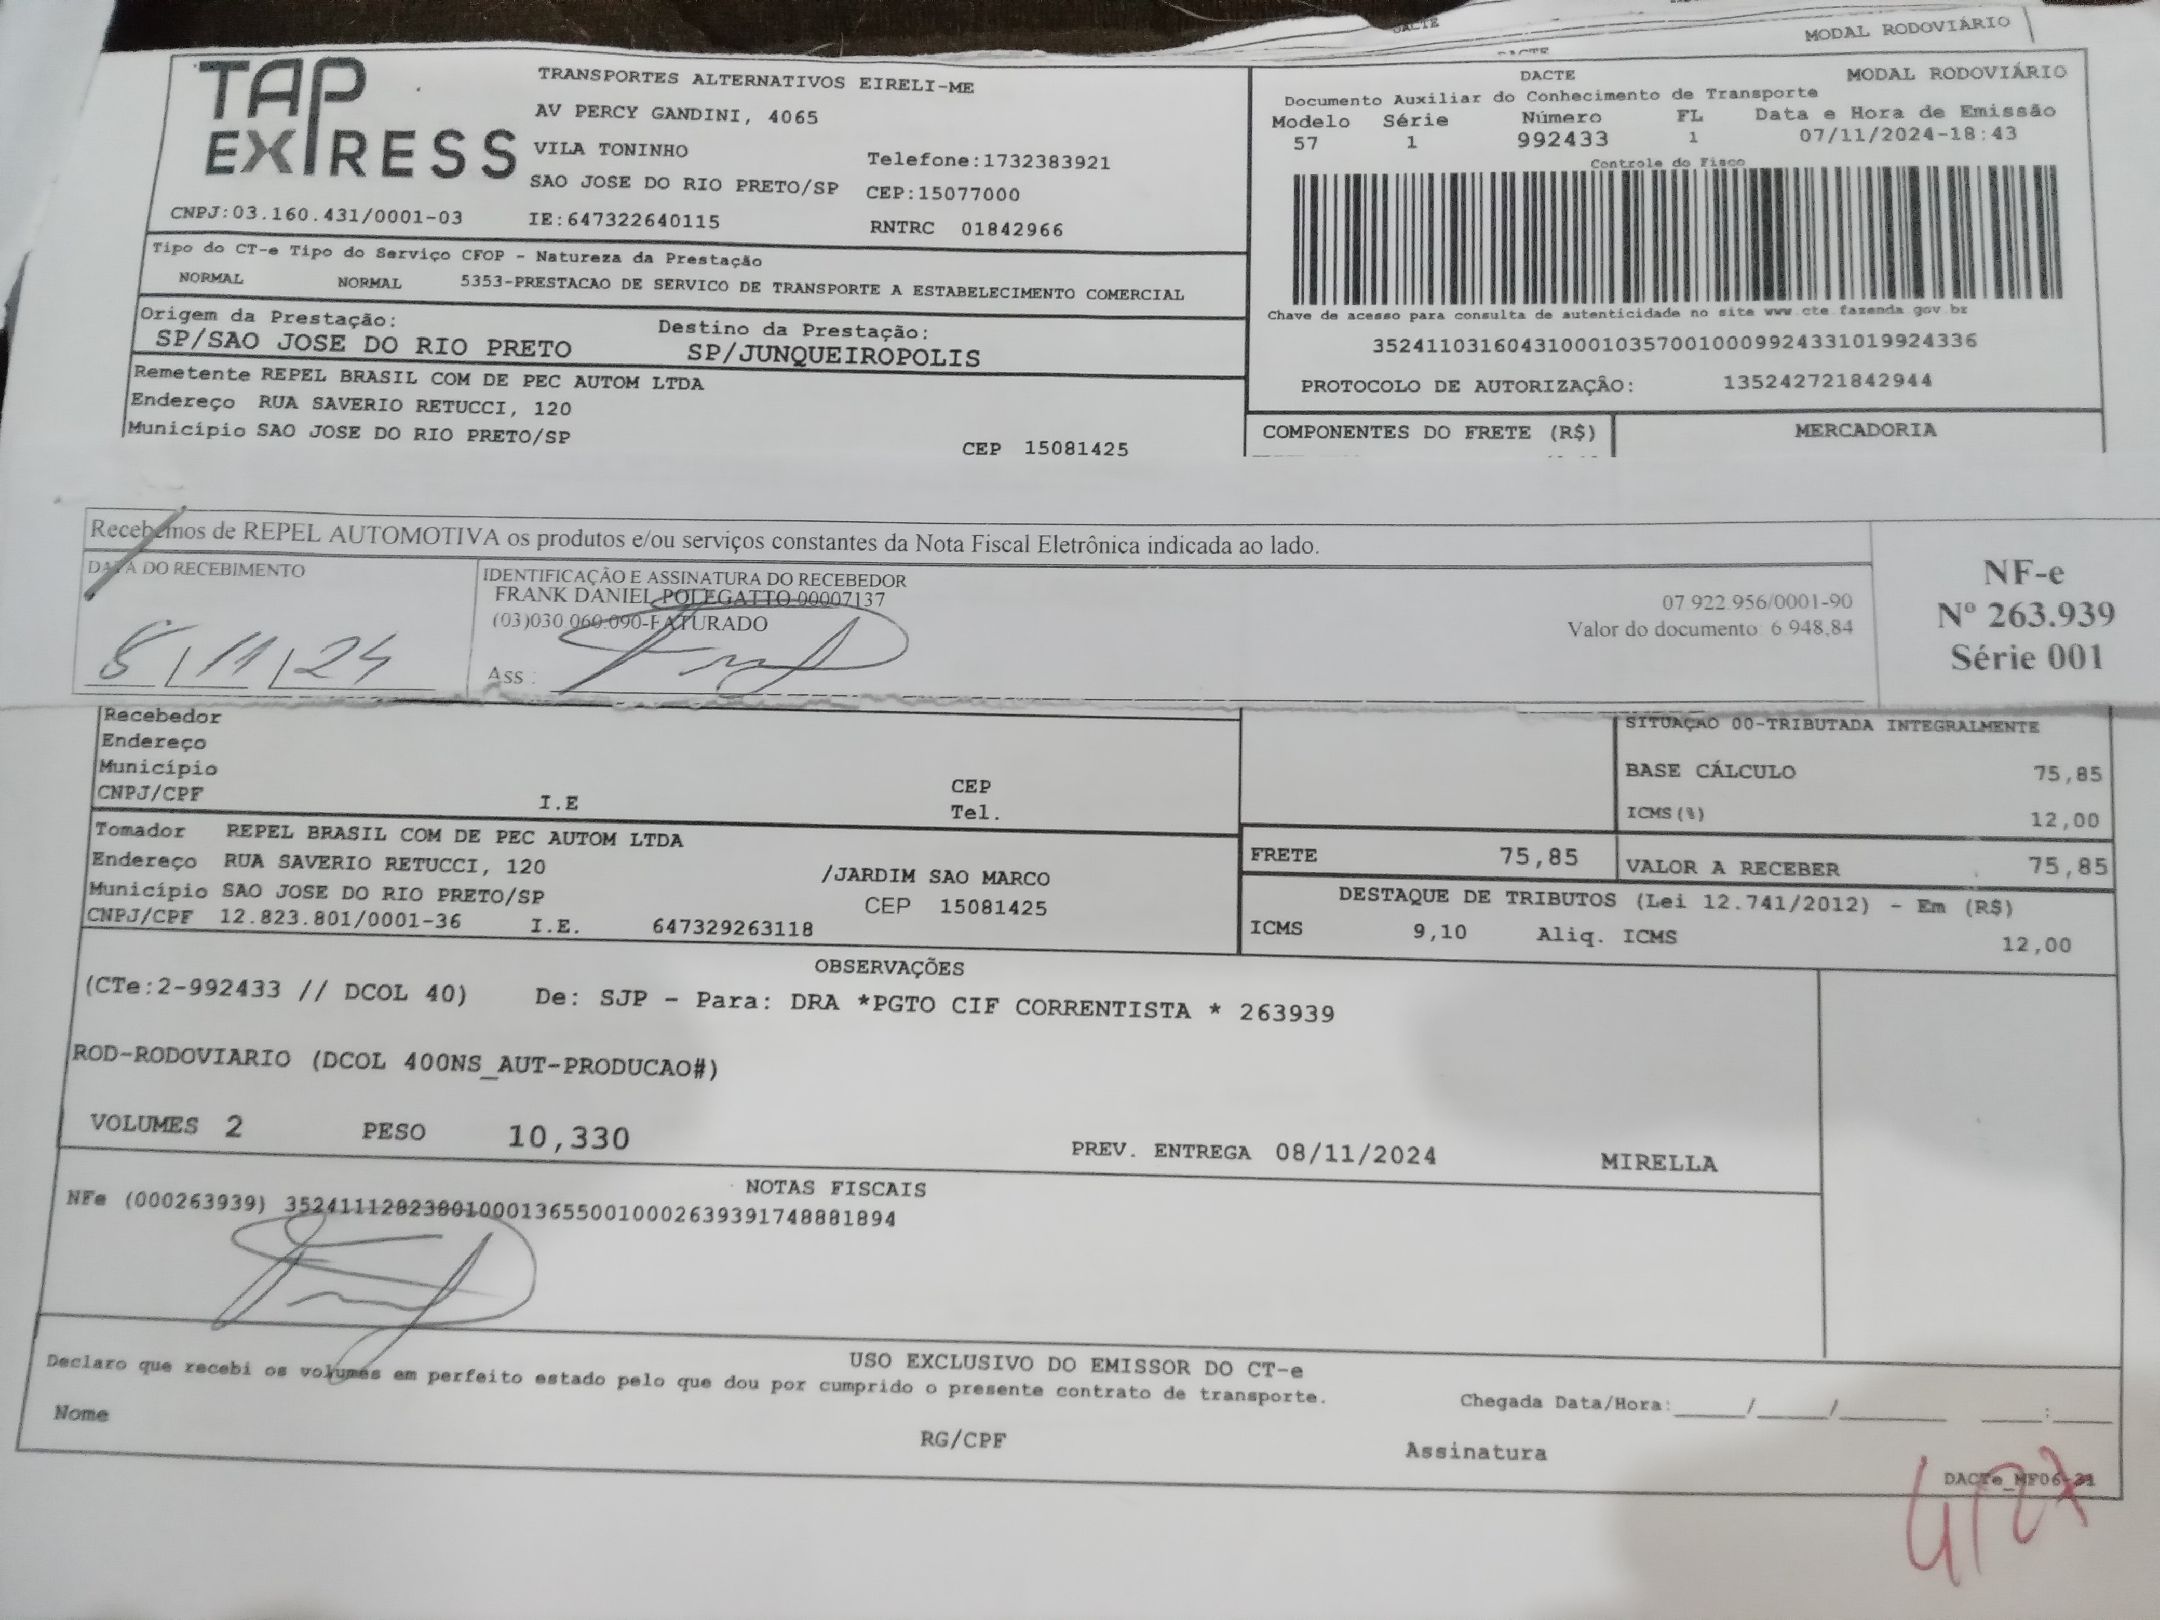 DACTE
MODAL RODOVIÁRIO
DACTE
TAP EXPRESS
TRANSPORTES ALTERNATIVOS EIRELI-ME
AV PERCY GANDINI, 4065
VILA TONINHO
Telefone:1732383921
SAO JOSE DO RIO PRETO/SP
CEP:15077000
CNPJ:03.160.431/0001-03
IE:647322640115
RNTRC 01842966
DACTE
MODAL RODOVIÁRIO
Documento Auxiliar do Conhecimento de Transporte
Modelo Série Número FL Data e Hora de Emissão
57 1 992433 1 07/11/2024-18:43
Controle do Fisco
Chave de acesso para consulta de autenticidade no site www.cte.fazenda.gov.br
35241103160431000103570010009924331019924336
PROTOCOLO DE AUTORIZAÇÃO: 135242721842944
Tipo do CT-e Tipo do Serviço CFOP - Natureza da Prestação
NORMAL NORMAL 5353-PRESTACAO DE SERVICO DE TRANSPORTE A ESTABELECIMENTO COMERCIAL
Origem da Prestação: Destino da Prestação:
SP/SAO JOSE DO RIO PRETO SP/JUNQUEIROPOLIS
Remetente REPEL BRASIL COM DE PEC AUTOM LTDA
Endereço RUA SAVERIO RETUCCI, 120
Município SAO JOSE DO RIO PRETO/SP CEP 15081425
COMPONENTES DO FRETE (R$) MERCADORIA
Recebemos de REPEL AUTOMOTIVA os produtos e/ou serviços constantes da Nota Fiscal Eletrônica indicada ao lado.
DATA DO RECEBIMENTO
IDENTIFICAÇÃO E ASSINATURA DO RECEBEDOR
FRANK DANIEL POLEGATTO 00007137
(03)030.060.090-FATURADO
07.922.956/0001-90
Valor do documento: 6.948,84
8/11/24
Ass.:
NF-e
Nº 263.939
Série 001
Recebedor
Endereço
Município CEP
CNPJ/CPF I.E Tel.
SITUAÇÃO 00-TRIBUTADA INTEGRALMENTE
BASE CÁLCULO 75,85
ICMS(%) 12,00
Tomador REPEL BRASIL COM DE PEC AUTOM LTDA
Endereço RUA SAVERIO RETUCCI, 120 /JARDIM SAO MARCO
Município SAO JOSE DO RIO PRETO/SP CEP 15081425
CNPJ/CPF 12.823.801/0001-36 I.E. 647329263118
FRETE 75,85 VALOR A RECEBER 75,85
DESTAQUE DE TRIBUTOS (Lei 12.741/2012) - Em (R$)
ICMS 9,10 Aliq. ICMS 12,00
OBSERVAÇÕES
(CTe:2-992433 // DCOL 40) De: SJP - Para: DRA *PGTO CIF CORRENTISTA * 263939
ROD-RODOVIARIO (DCOL 400NS_AUT-PRODUCAO#)
VOLUMES 2 PESO 10,330 PREV. ENTREGA 08/11/2024 MIRELLA
NOTAS FISCAIS
NFe (000263939) 35241112823801000136550010002639391748881894
USO EXCLUSIVO DO EMISSOR DO CT-e
Declaro que recebi os volumes em perfeito estado pelo que dou por cumprido o presente contrato de transporte.
Chegada Data/Hora:____/____/______ ____:____
Nome RG/CPF Assinatura
DACTe_MF06-21